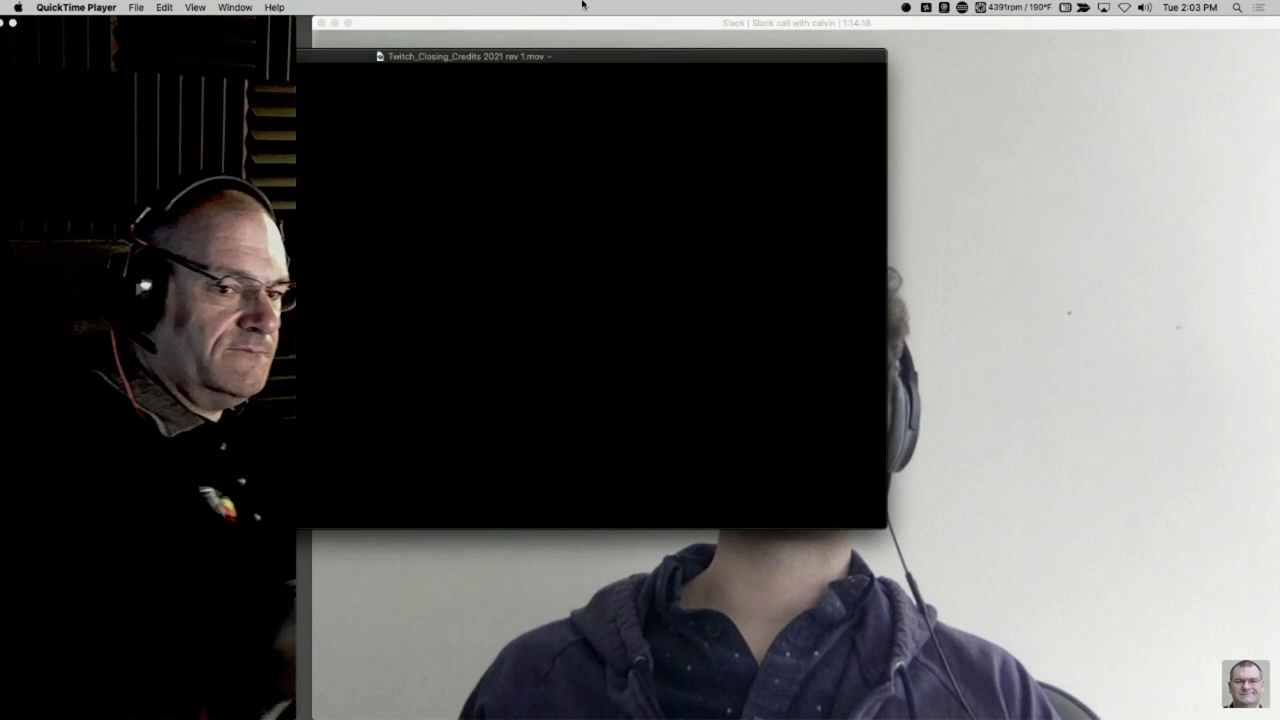 QuickTime Player File Edit View Window Help 4391rpm / 190°F Tue 2:03 PM
Slack | Slack call with calvin | 1:14:18
Twitch_Closing_Credits 2021 rev 1.mov